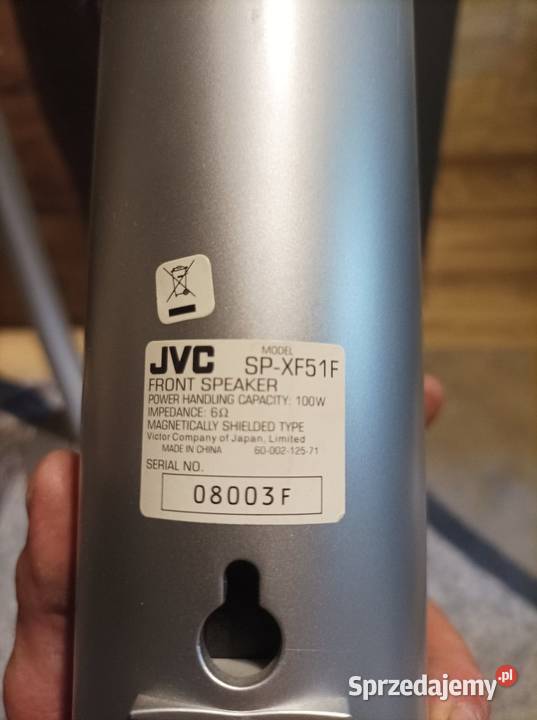 JVC MODEL SP-XF51F
FRONT SPEAKER
POWER HANDLING CAPACITY: 100W
IMPEDANCE: 6Ω
MAGNETICALLY SHIELDED TYPE
Victor Company of Japan, Limited
MADE IN CHINA 60-002-125-71
SERIAL NO.
08003F
Sprzedajemy.pl